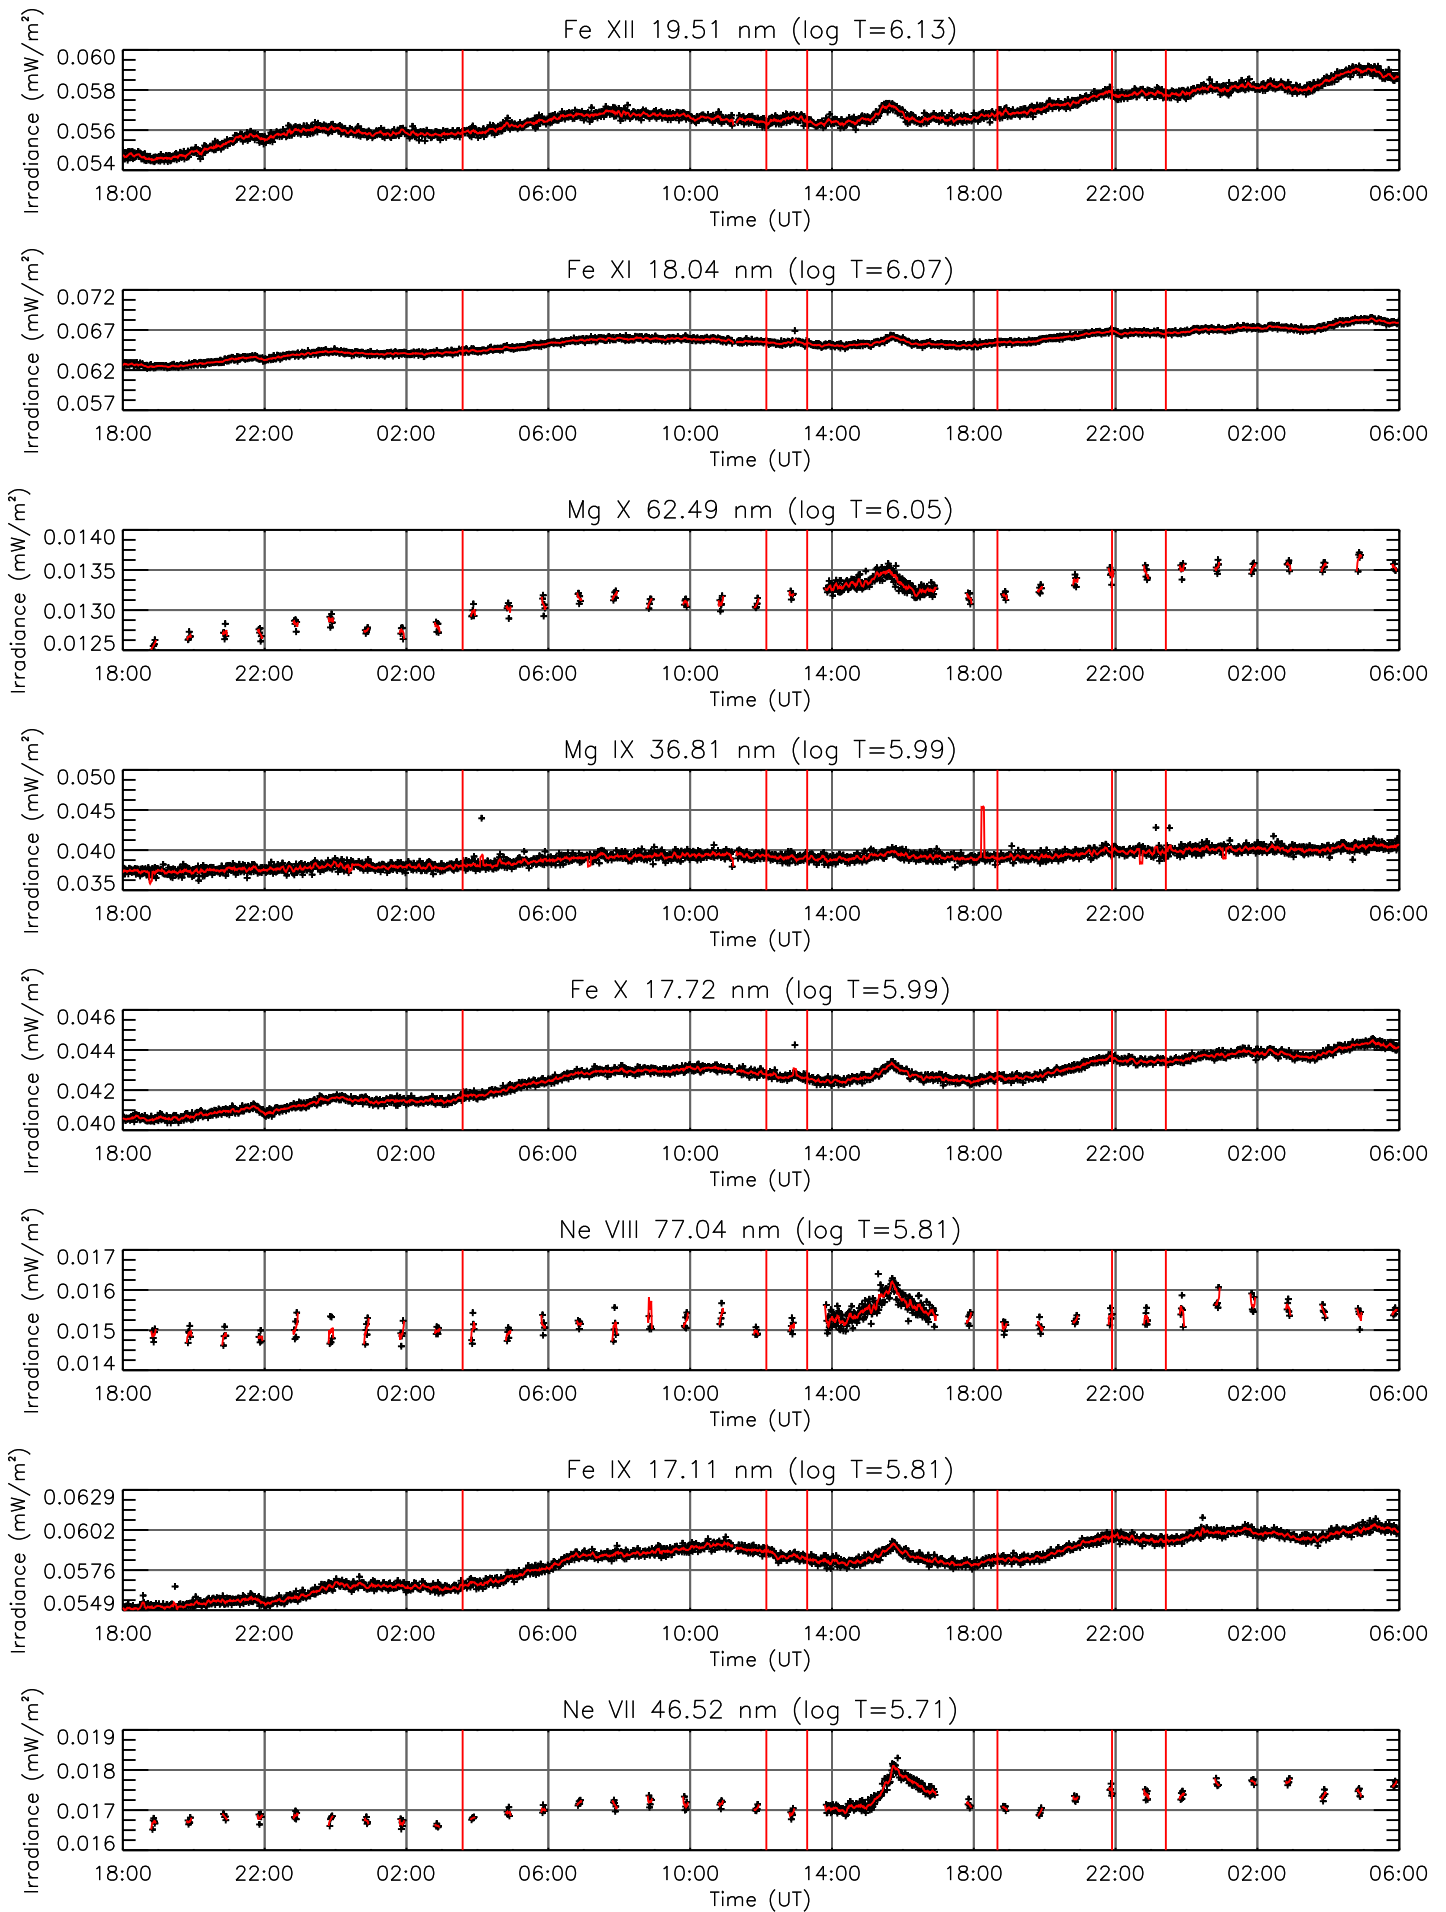 Fe XII 19.51 nm (log T=6.13)
Irradiance (mW/m²)
0.060
0.058
0.056
0.054
18:00 22:00 02:00 06:00 10:00 14:00 18:00 22:00 02:00 06:00
Time (UT)
Fe XI 18.04 nm (log T=6.07)
Irradiance (mW/m²)
0.072
0.067
0.062
0.057
18:00 22:00 02:00 06:00 10:00 14:00 18:00 22:00 02:00 06:00
Time (UT)
Mg X 62.49 nm (log T=6.05)
Irradiance (mW/m²)
0.0140
0.0135
0.0130
0.0125
18:00 22:00 02:00 06:00 10:00 14:00 18:00 22:00 02:00 06:00
Time (UT)
Mg IX 36.81 nm (log T=5.99)
Irradiance (mW/m²)
0.050
0.045
0.040
0.035
18:00 22:00 02:00 06:00 10:00 14:00 18:00 22:00 02:00 06:00
Time (UT)
Fe X 17.72 nm (log T=5.99)
Irradiance (mW/m²)
0.046
0.044
0.042
0.040
18:00 22:00 02:00 06:00 10:00 14:00 18:00 22:00 02:00 06:00
Time (UT)
Ne VIII 77.04 nm (log T=5.81)
Irradiance (mW/m²)
0.017
0.016
0.015
0.014
18:00 22:00 02:00 06:00 10:00 14:00 18:00 22:00 02:00 06:00
Time (UT)
Fe IX 17.11 nm (log T=5.81)
Irradiance (mW/m²)
0.0629
0.0602
0.0576
0.0549
18:00 22:00 02:00 06:00 10:00 14:00 18:00 22:00 02:00 06:00
Time (UT)
Ne VII 46.52 nm (log T=5.71)
Irradiance (mW/m²)
0.019
0.018
0.017
0.016
18:00 22:00 02:00 06:00 10:00 14:00 18:00 22:00 02:00 06:00
Time (UT)